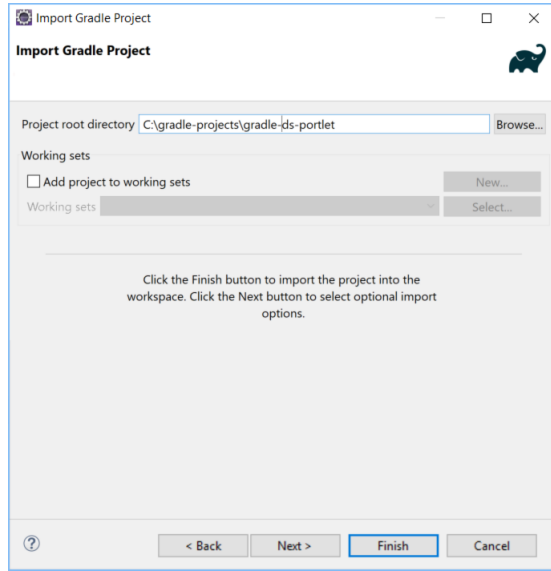 Import Gradle Project
Import Gradle Project
Project root directory C:\gradle-projects\gradle-ds-portlet Browse...
Working sets
Add project to working sets New...
Working sets Select...
Click the Finish button to import the project into the
workspace. Click the Next button to select optional import
options.
? < Back Next > Finish Cancel